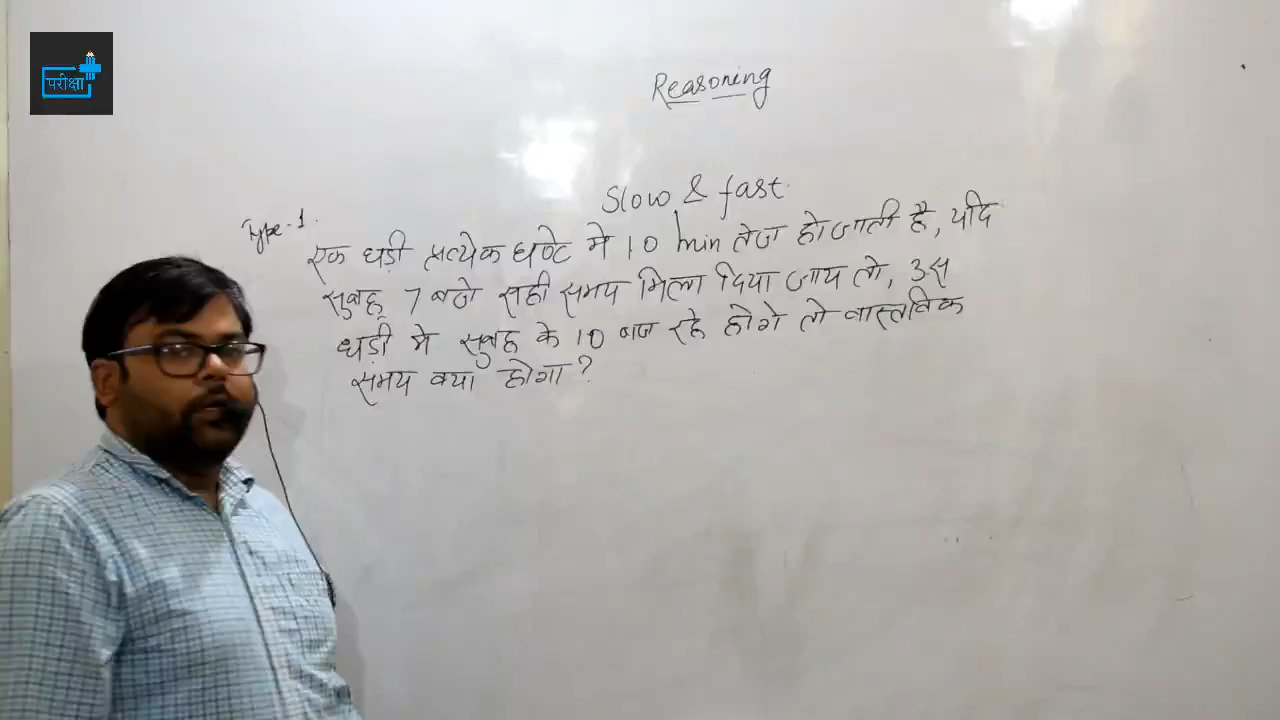 परीक्षा
Reasoning
Slow & fast.
Type-1.
एक घड़ी प्रत्येक घण्टे मे 10 min तेज हो जाती है, यदि
सुबह 7 बजे सही समय मिला दिया जाय तो, उस
घड़ी मे सुबह के 10 बज रहे होगे तो वास्तविक
समय क्या होगा?